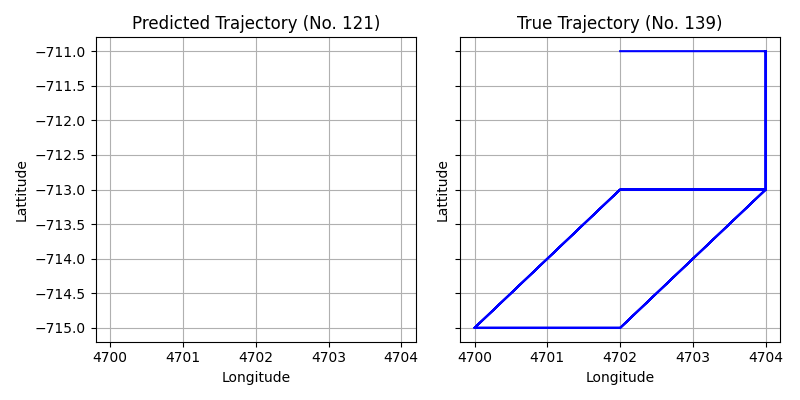 Predicted Trajectory (No. 121)
Lattitude
−711.0
−711.5
−712.0
−712.5
−713.0
−713.5
−714.0
−714.5
−715.0
4700 4701 4702 4703 4704
Longitude
True Trajectory (No. 139)
Lattitude
4700 4701 4702 4703 4704
Longitude